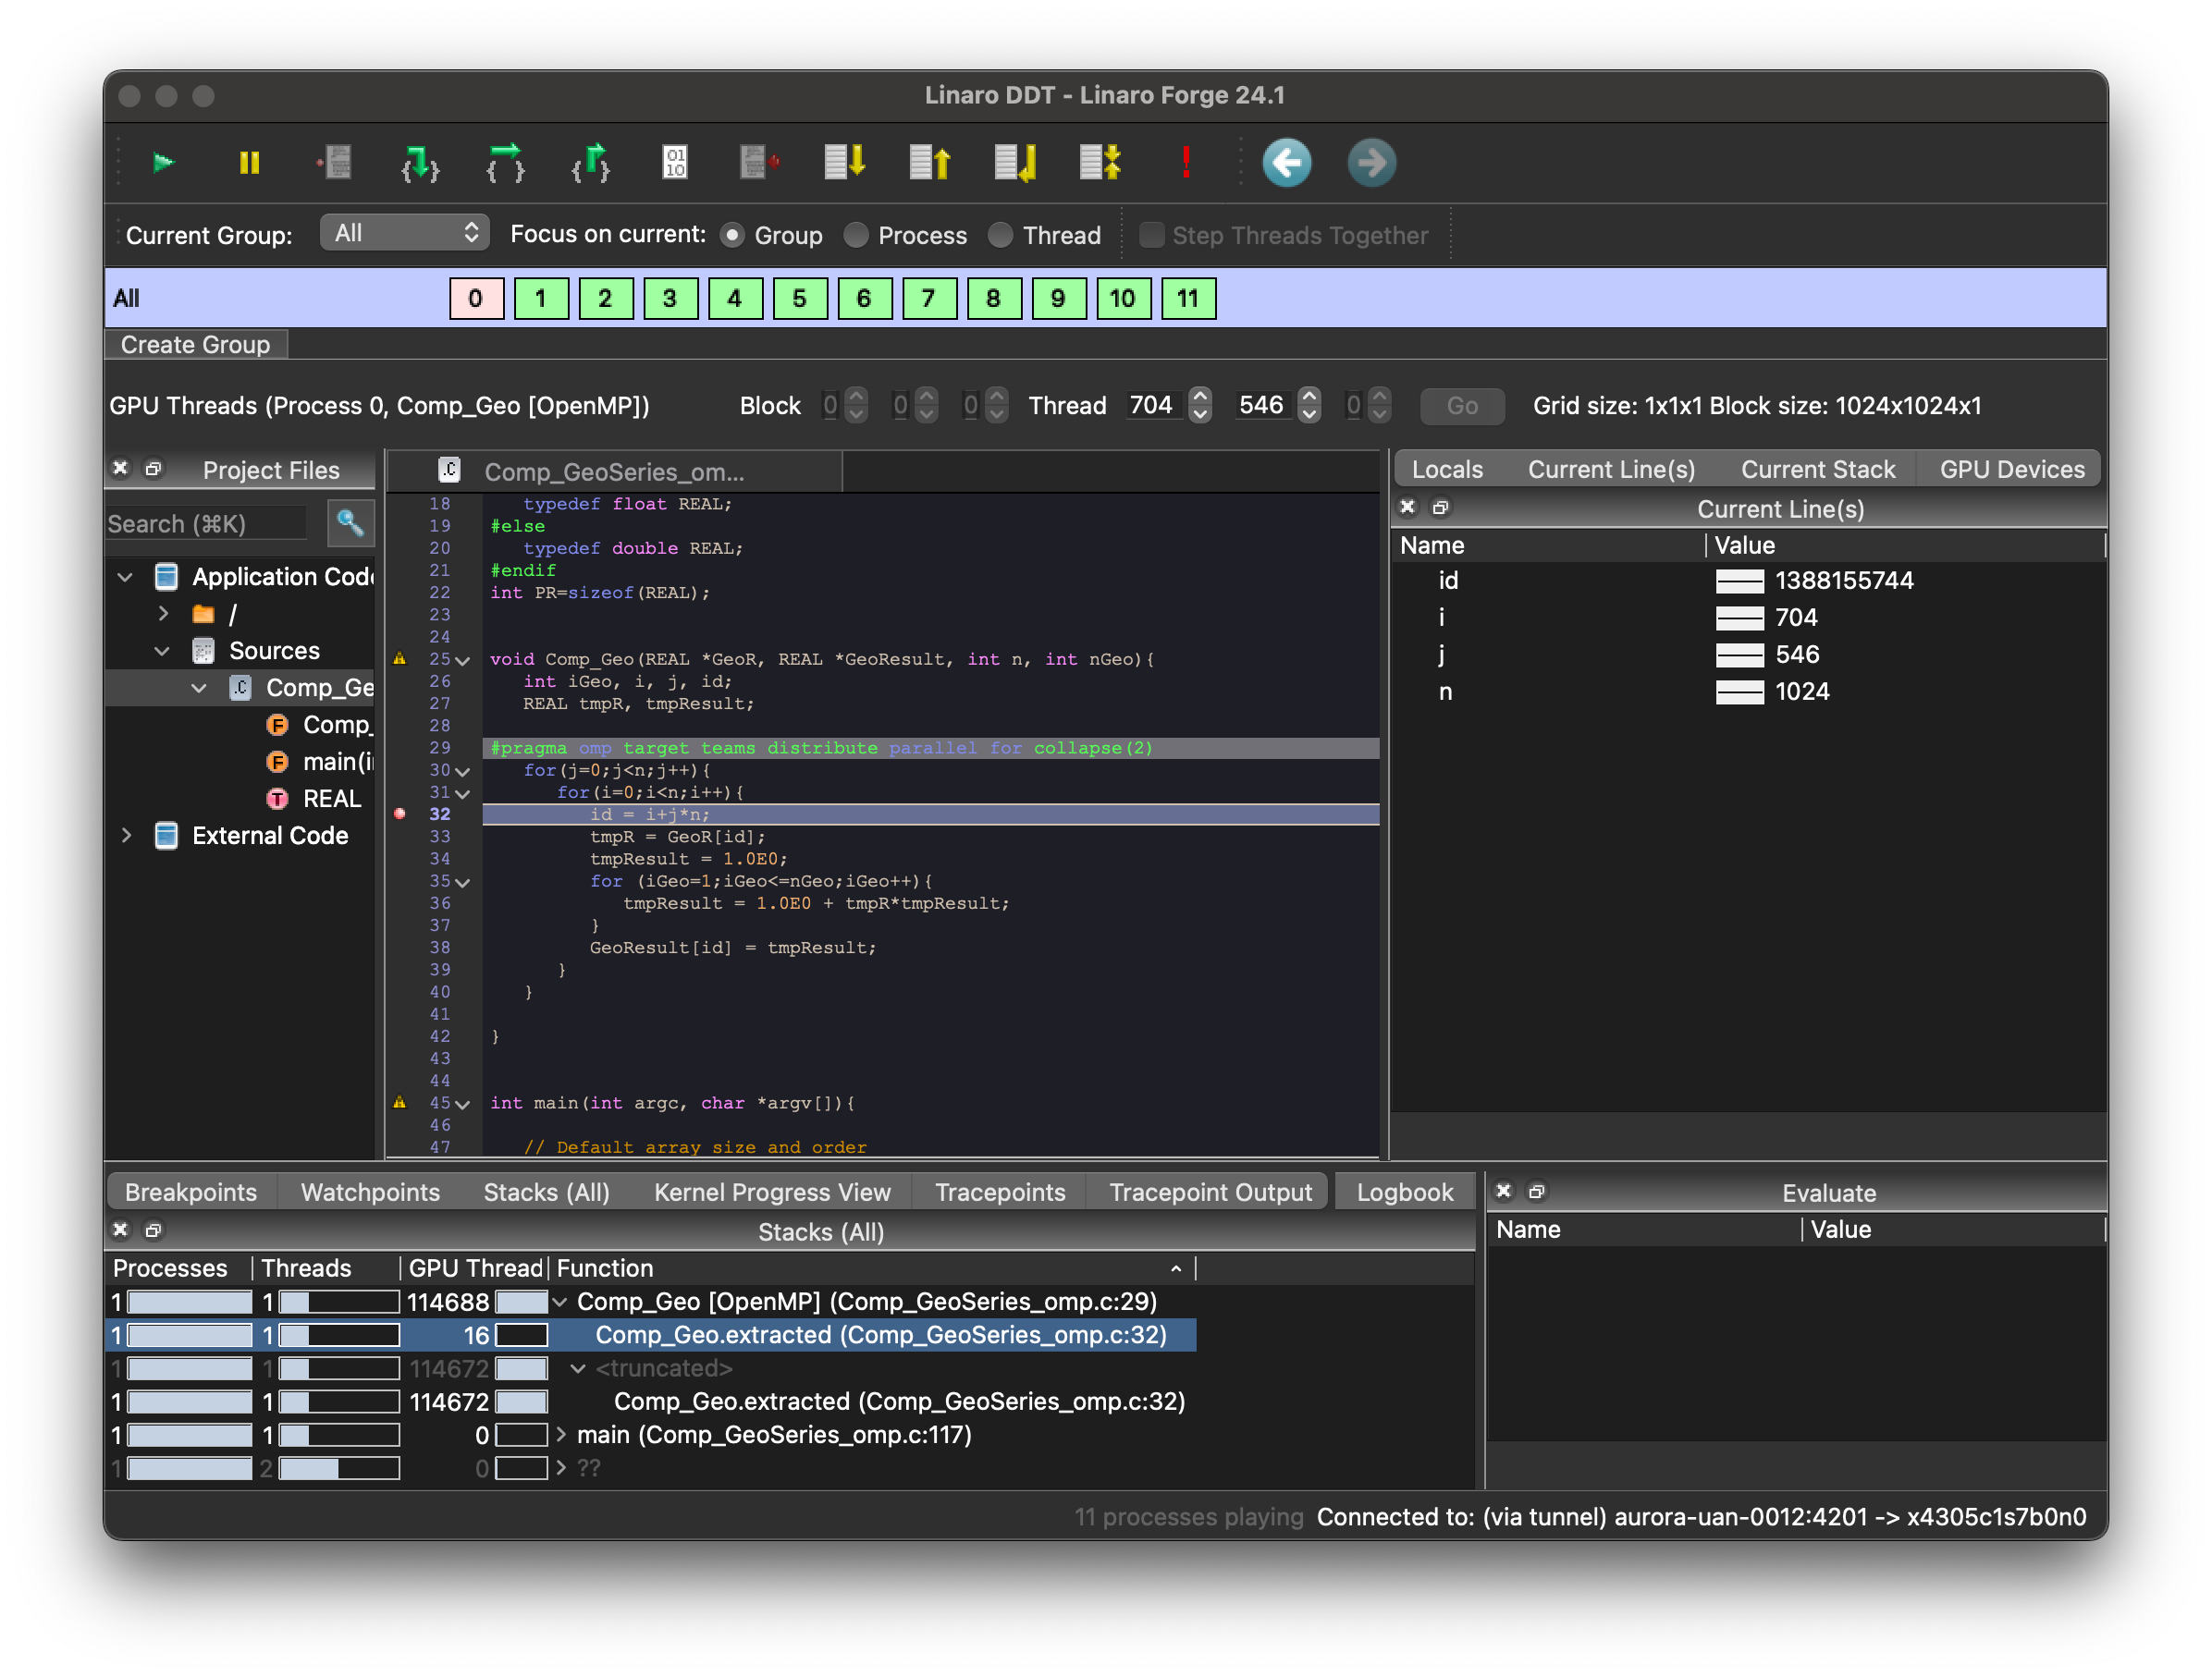 Linaro DDT - Linaro Forge 24.1
01
10
Current Group: All Focus on current: Group Process Thread Step Threads Together
All 0 1 2 3 4 5 6 7 8 9 10 11
Create Group
GPU Threads (Process 0, Comp_Geo [OpenMP]) Block 0 0 0 Thread 704 546 0 Go Grid size: 1x1x1 Block size: 1024x1024x1
Project Files
Search (⌘K)
Application Code
/
Sources
.C Comp_Ge
F Comp_
F main(i
T REAL
External Code
.C Comp_GeoSeries_om...
18 typedef float REAL;
19 #else
20 typedef double REAL;
21 #endif
22 int PR=sizeof(REAL);
23
24
25 void Comp_Geo(REAL *GeoR, REAL *GeoResult, int n, int nGeo){
26 int iGeo, i, j, id;
27 REAL tmpR, tmpResult;
28
29 #pragma omp target teams distribute parallel for collapse(2)
30 for(j=0;j<n;j++){
31 for(i=0;i<n;i++){
32 id = i+j*n;
33 tmpR = GeoR[id];
34 tmpResult = 1.0E0;
35 for (iGeo=1;iGeo<=nGeo;iGeo++){
36 tmpResult = 1.0E0 + tmpR*tmpResult;
37 }
38 GeoResult[id] = tmpResult;
39 }
40 }
41
42 }
43
44
45 int main(int argc, char *argv[]){
46
47 // Default array size and order
Locals Current Line(s) Current Stack GPU Devices
Current Line(s)
Name Value
id 1388155744
i 704
j 546
n 1024
Breakpoints Watchpoints Stacks (All) Kernel Progress View Tracepoints Tracepoint Output Logbook
Stacks (All)
Processes Threads GPU Thread Function
1 1 114688 Comp_Geo [OpenMP] (Comp_GeoSeries_omp.c:29)
1 1 16 Comp_Geo.extracted (Comp_GeoSeries_omp.c:32)
1 1 114672 <truncated>
1 1 114672 Comp_Geo.extracted (Comp_GeoSeries_omp.c:32)
1 1 0 main (Comp_GeoSeries_omp.c:117)
1 2 0 ??
Evaluate
Name Value
11 processes playing Connected to: (via tunnel) aurora-uan-0012:4201 -> x4305c1s7b0n0